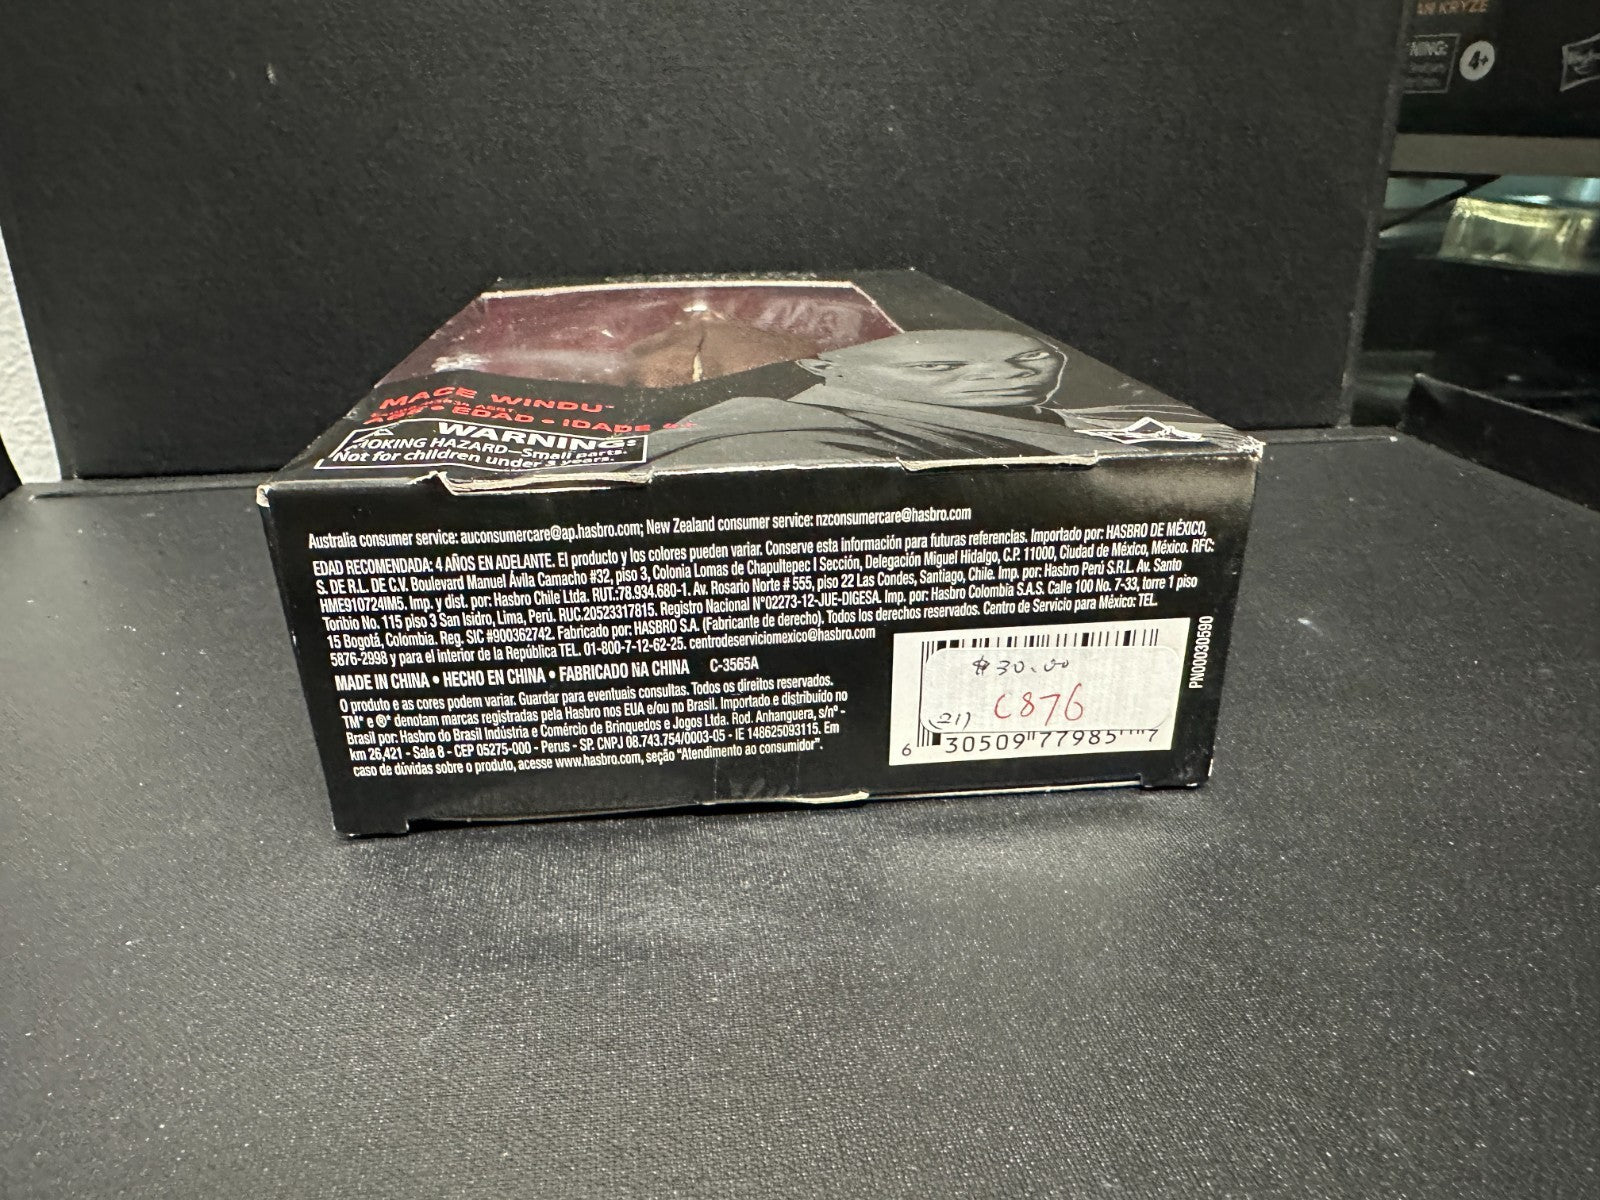 AN KRYZE
NING:
4+
MACE WINDU™
AGES • EDAD • IDADE 4+
WARNING:
CHOKING HAZARD—Small parts.
Not for children under 3 years.
Australia consumer service: auconsumercare@ap.hasbro.com; New Zealand consumer service: nzconsumercare@hasbro.com
EDAD RECOMENDADA: 4 AÑOS EN ADELANTE. El producto y los colores pueden variar. Conserve esta información para futuras referencias. Importado por: HASBRO DE MÉXICO,
S. DE R.L. DE C.V. Boulevard Manuel Ávila Camacho #32, piso 3, Colonia Lomas de Chapultepec I Sección, Delegación Miguel Hidalgo, C.P. 11000, Ciudad de México, México. RFC:
HME910724IM5. Imp. y dist. por: Hasbro Chile Ltda. RUT.:78.934.680-1. Av. Rosario Norte # 555, piso 22 Las Condes, Santiago, Chile. Imp. por: Hasbro Perú S.R.L. Av. Santo
Toribio No. 115 piso 3 San Isidro, Lima, Perú. RUC.20523317815. Registro Nacional N°02273-12-JUE-DIGESA. Imp. por: Hasbro Colombia S.A.S. Calle 100 No. 7-33, torre 1 piso
15 Bogotá, Colombia. Reg. SIC #900362742. Fabricado por: HASBRO S.A. (Fabricante de derecho). Todos los derechos reservados. Centro de Servicio para México: TEL.
5876-2998 y para el interior de la República TEL. 01-800-7-12-62-25. centrodeserviciomexico@hasbro.com
MADE IN CHINA • HECHO EN CHINA • FABRICADO NA CHINA C-3565A
O produto e as cores podem variar. Guardar para eventuais consultas. Todos os direitos reservados.
TM* e ®* denotam marcas registradas pela Hasbro nos EUA e/ou no Brasil. Importado e distribuído no
Brasil por: Hasbro do Brasil Indústria e Comércio de Brinquedos e Jogos Ltda. Rod. Anhanguera, s/nº -
km 26,421 - Sala 8 - CEP 05275-000 - Perus - SP. CNPJ 08.743.754/0003-05 - IE 148625093115. Em
caso de dúvidas sobre o produto, acesse www.hasbro.com, seção "Atendimento ao consumidor".
$30.00
C876
(21)
6 30509 77985 7
PN00030590